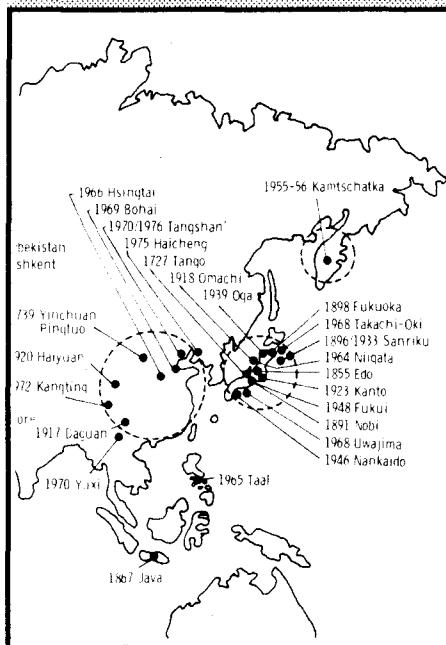 1966 Hsingtai
1969 Bohai
1970/1976 Tangshan
1975 Haicheng
1727 Tango
1918 Omachi
1939 Oga
1955-56 Kamtschatka
bekistan
shkent
739 Yinchuan
Pingluo
920 Haiyuan
972 Kangting
ore
1917 Daguan
1970 Yuxi
1898 Fukuoka
1968 Takachi-Oki
1896/1933 Sanriku
1964 Niigata
1855 Edo
1923 Kanto
1948 Fukui
1891 Nobi
1968 Uwajima
1946 Nankaido
1965 Taal
1867 Java